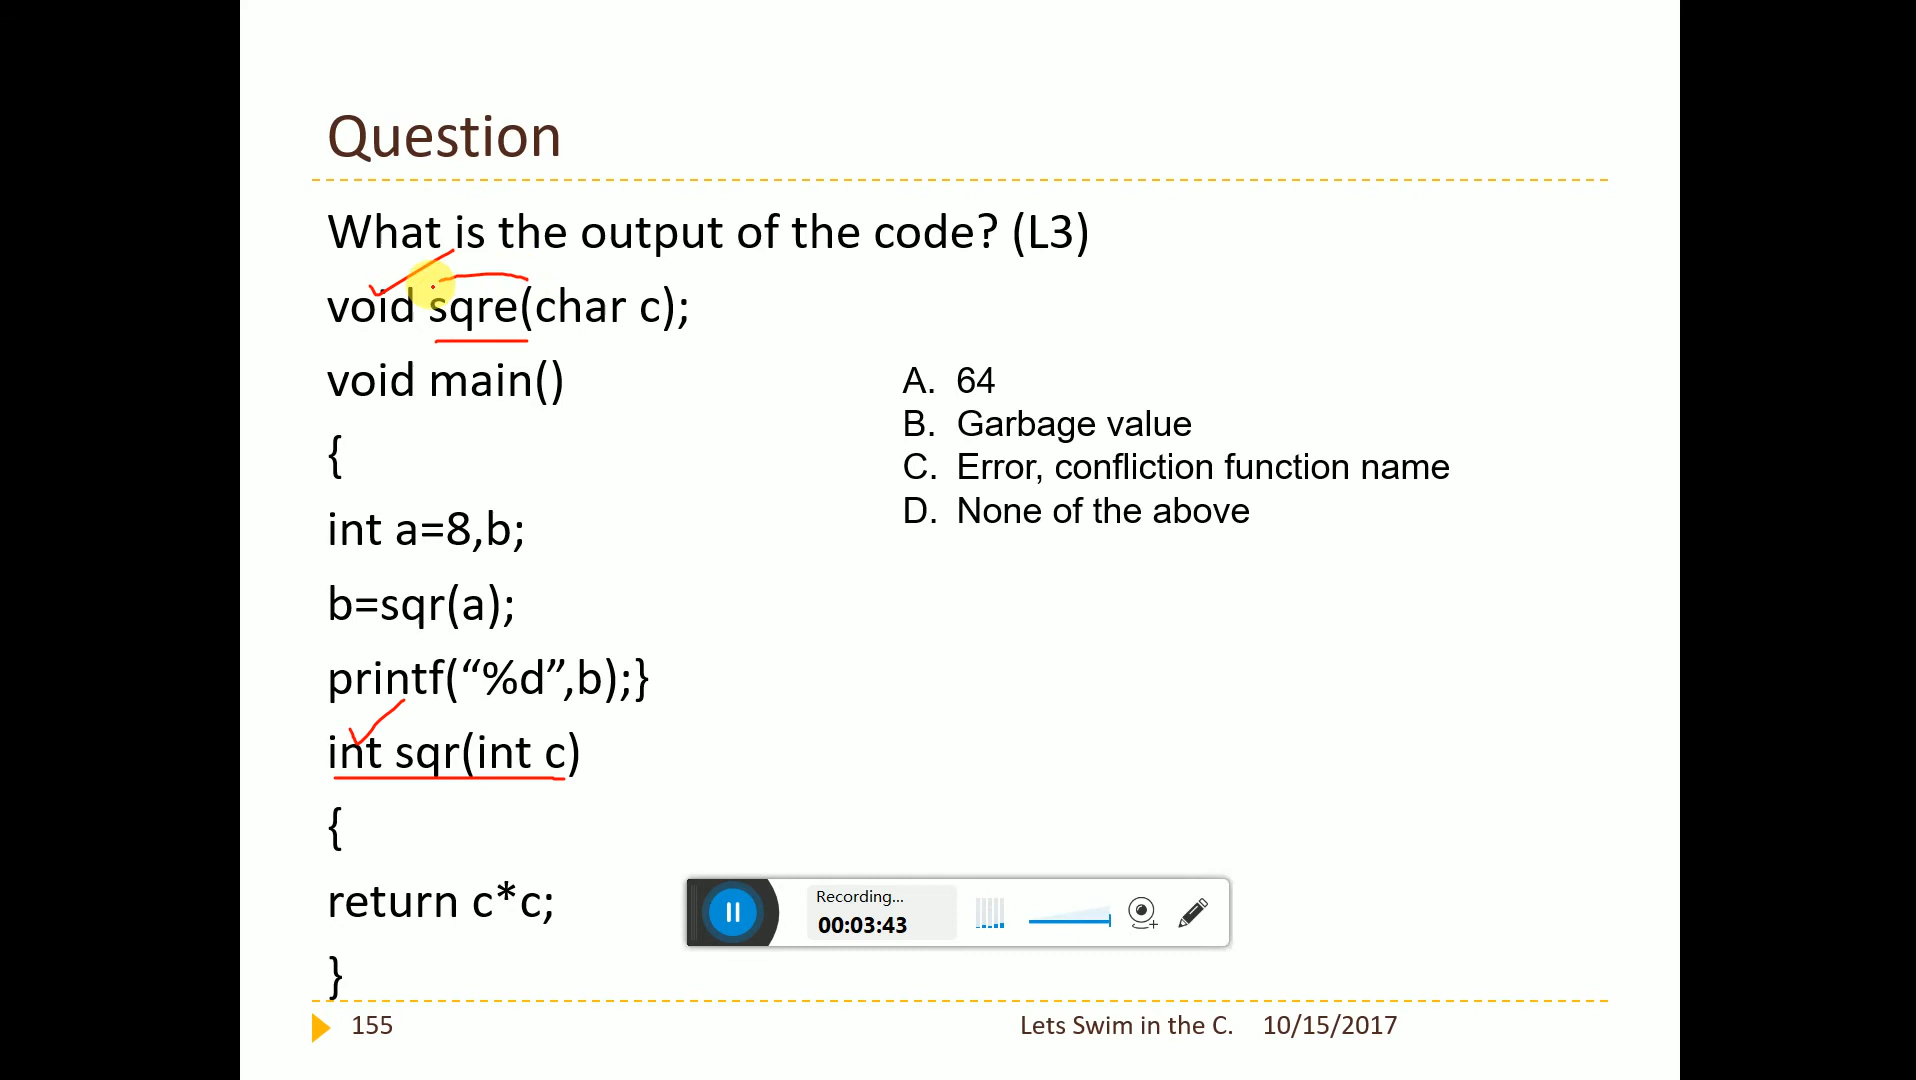 Question
What is the output of the code? (L3)
void sqre(char c);
void main()
{
int a=8,b;
b=sqr(a);
printf(“%d”,b);}
int sqr(int c)
{
return c*c;
}
A. 64
B. Garbage value
C. Error, confliction function name
D. None of the above
Recording...
00:03:43
155
Lets Swim in the C. 10/15/2017